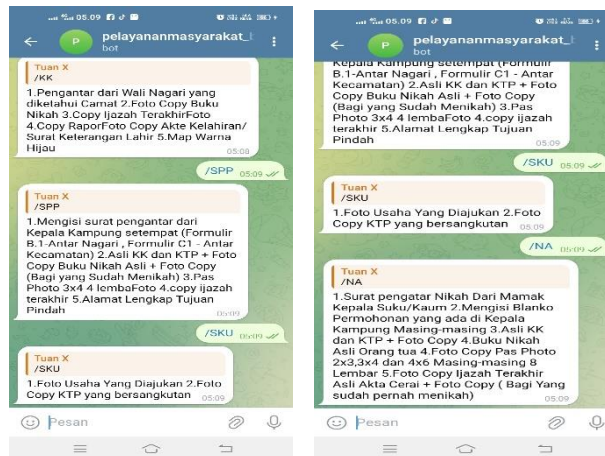 05.09
pelayananmasyarakat_
bot
Tuan X
/KK
1.Pengantar dari Wali Nagari yang
diketahui Camat 2.Foto Copy Buku
Nikah 3.Copy Ijazah TerakhirFoto
4.Copy RaporFoto Copy Akte Kelahiran/
Surat Keterangan Lahir 5.Map Warna
Hijau
05:08
/SPP 05:09
Tuan X
/SPP
1.Mengisi surat pengantar dari
Kepala Kampung setempat (Formulir
B.1-Antar Nagari , Formulir C1 - Antar
Kecamatan) 2.Asli KK dan KTP + Foto
Copy Buku Nikah Asli + Foto Copy
(Bagi yang Sudah Menikah) 3.Pas
Photo 3x4 4 lembaFoto 4.copy ijazah
terakhir 5.Alamat Lengkap Tujuan
Pindah
05:09
/SKU 05:09
Tuan X
/SKU
1.Foto Usaha Yang Diajukan 2.Foto
Copy KTP yang bersangkutan 05:09
Pesan
05.09
P
pelayananmasyarakat_
bot
Kepala Kampung setempat (Formulir
B.1-Antar Nagari , Formulir C1 - Antar
Kecamatan) 2.Asli KK dan KTP + Foto
Copy Buku Nikah Asli + Foto Copy
(Bagi yang Sudah Menikah) 3.Pas
Photo 3x4 4 lembaFoto 4.copy ijazah
terakhir 5.Alamat Lengkap Tujuan
Pindah
05:09
/SKU 05:09
Tuan X
/SKU
1.Foto Usaha Yang Diajukan 2.Foto
Copy KTP yang bersangkutan 05:09
/NA 05:09
Tuan X
/NA
1.Surat pengatar Nikah Dari Mamak
Kepala Suku/Kaum 2.Mengisi Blanko
Permohonan yang ada di Kepala
Kampung Masing-masing 3.Asli KK
dan KTP + Foto Copy 4.Buku Nikah
Asli Orang tua 4.Foto Copy Pas Photo
2x3,3x4 dan 4x6 Masing-masing 8
Lembar 5.Foto Copy Ijazah Terakhir
Asli Akta Cerai + Foto Copy ( Bagi Yang
sudah pernah menikah) 05:09
Pesan